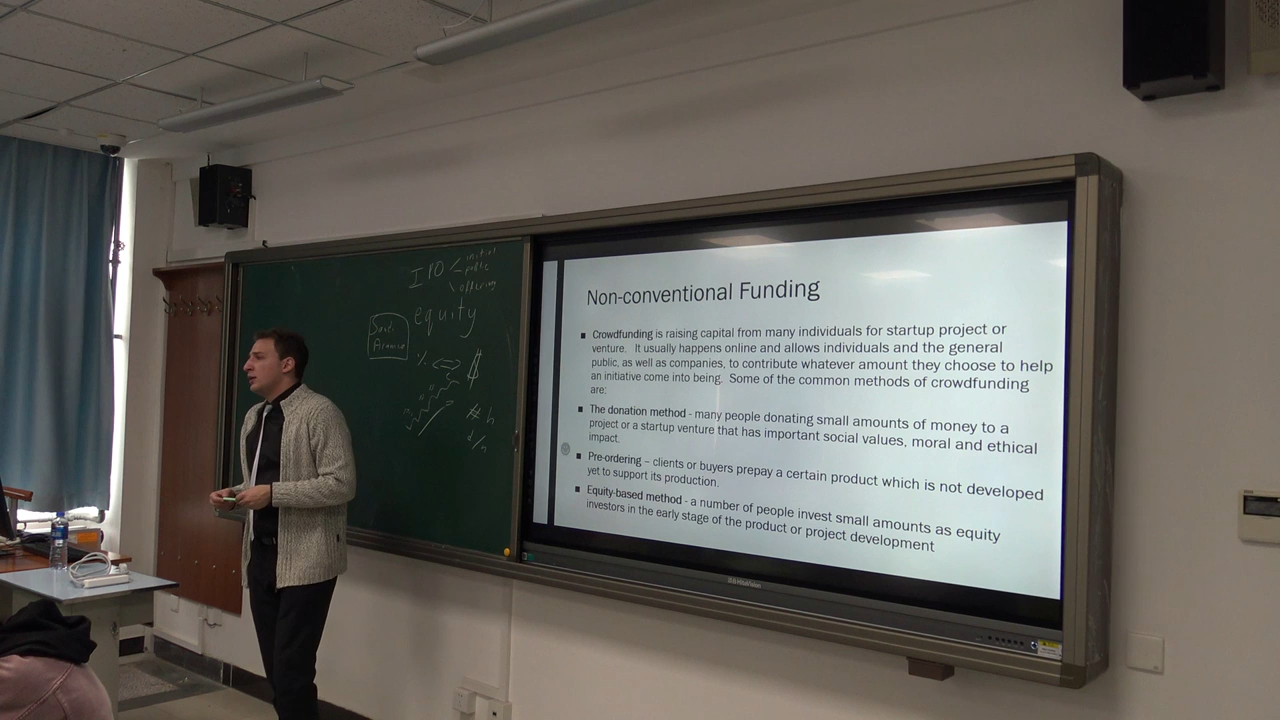 IPO
initial
public
offering
equity
%
$
Non-conventional Funding
Crowdfunding is raising capital from many individuals for startup project or
venture. It usually happens online and allows individuals and the general
public, as well as companies, to contribute whatever amount they choose to help
an initiative come into being. Some of the common methods of crowdfunding
are:
The donation method - many people donating small amounts of money to a
project or a startup venture that has important social values, moral and ethical
impact.
Pre-ordering – clients or buyers prepay a certain product which is not developed
yet to support its production.
Equity-based method - a number of people invest small amounts as equity
investors in the early stage of the product or project development